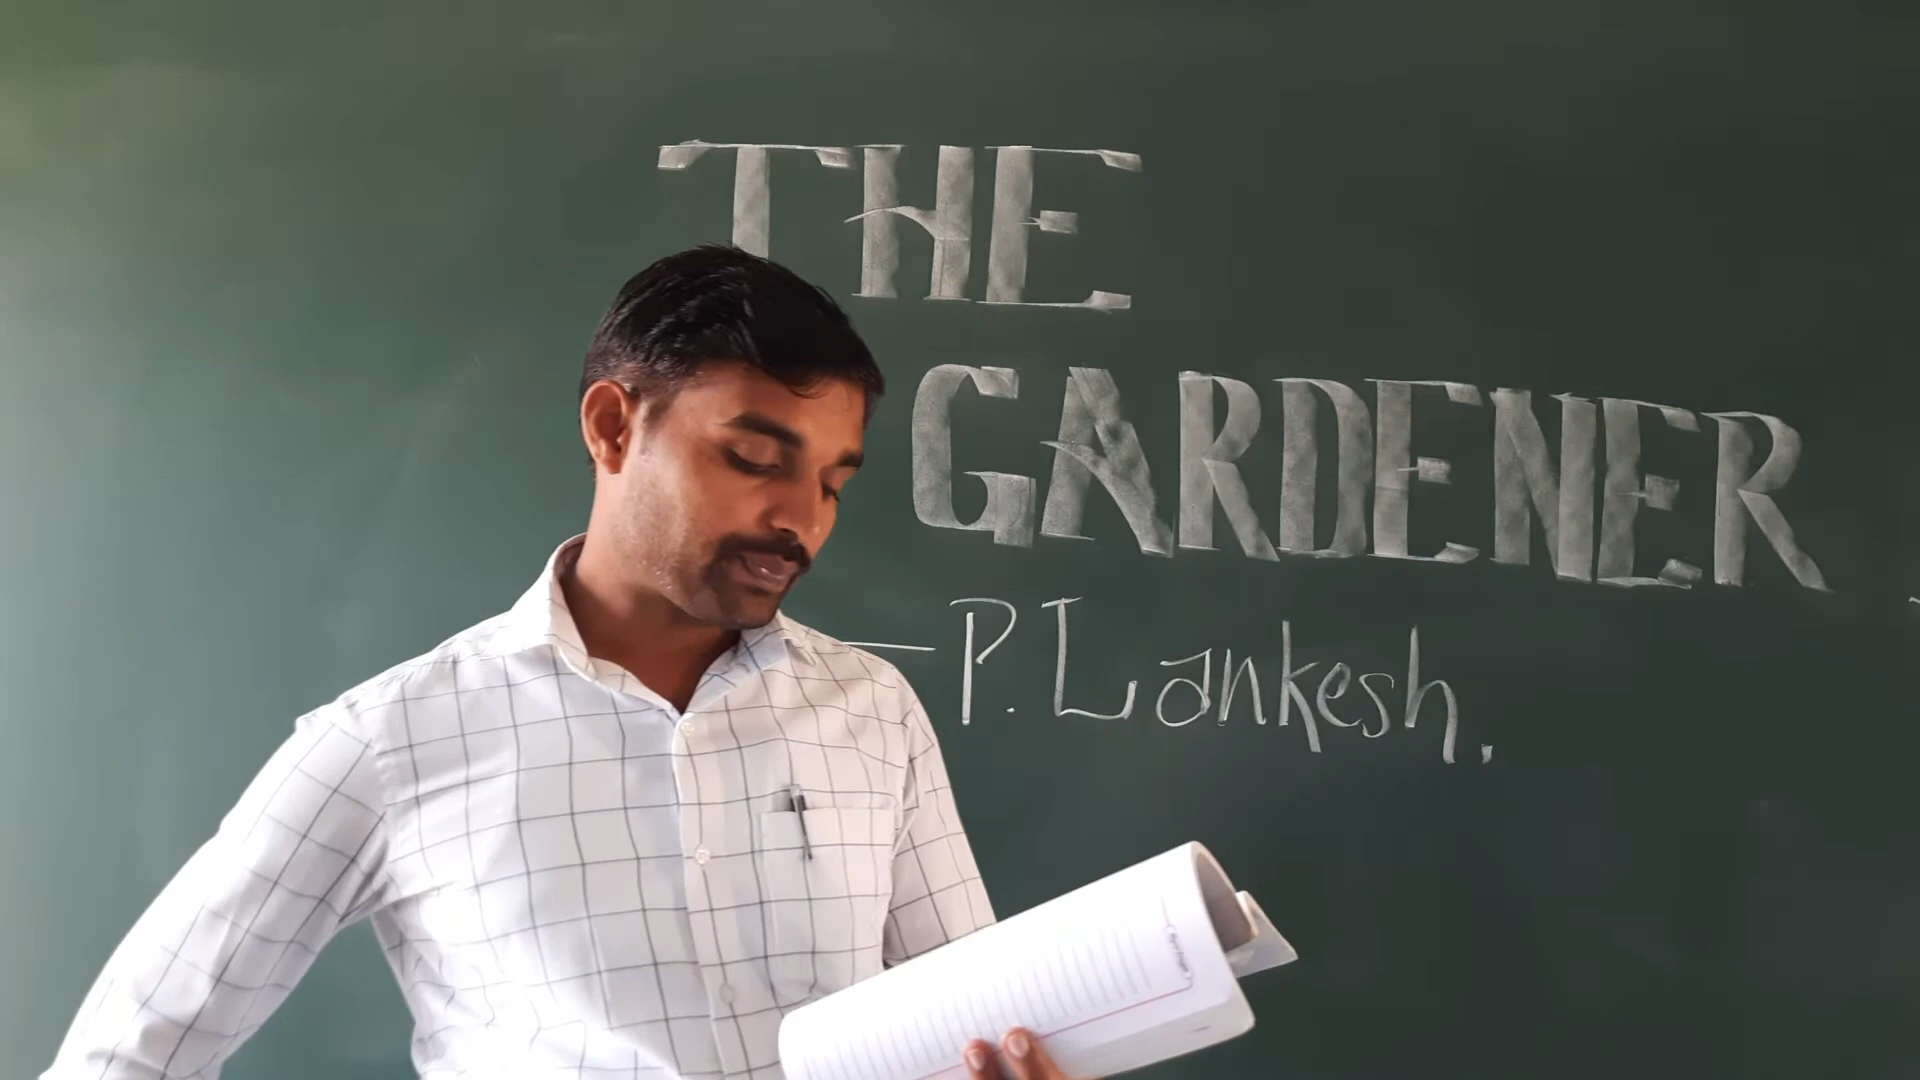 THE
GARDENER
— P. Lankesh.